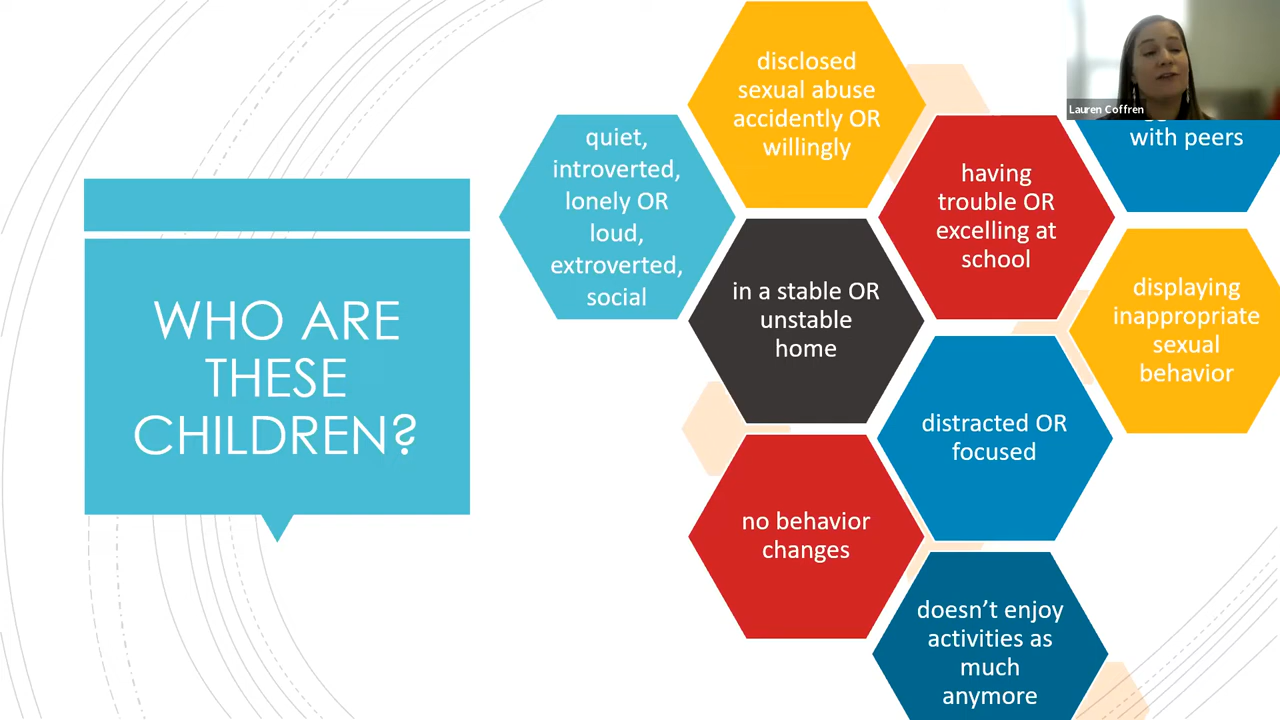 WHO ARE
THESE
CHILDREN?
quiet,
introverted,
lonely OR
loud,
extroverted,
social
disclosed
sexual abuse
accidently OR
willingly
in a stable OR
unstable
home
no behavior
changes
having
trouble OR
excelling at
school
distracted OR
focused
doesn’t enjoy
activities as
much
anymore
with peers
displaying
inappropriate
sexual
behavior
Lauren Coffren